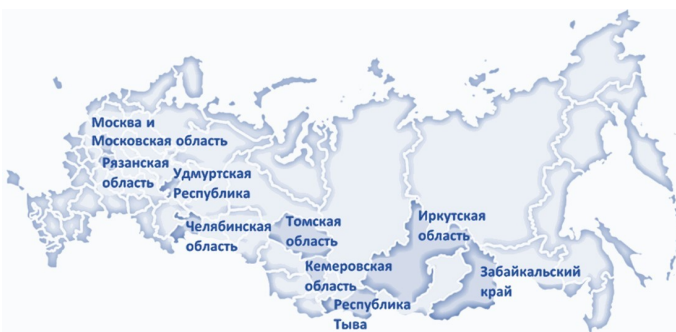 Москва и
Московская область
Рязанская
область
Удмуртская
Республика
Челябинская
область
Томская
область
Иркутская
область
Кемеровская
область
Забайкальский
край
Республика
Тыва